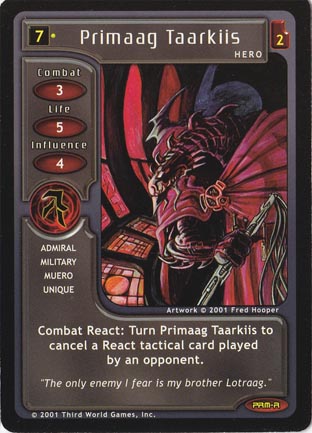 7
Primaag Taarkiis
2
HERO
Combat
3
Life
5
Influence
4
ADMIRAL
MILITARY
MUERO
UNIQUE
Artwork © 2001 Fred Hooper
Combat React: Turn Primaag Taarkiis to
cancel a React tactical card played
by an opponent.
"The only enemy I fear is my brother Lotraag."
© 2001 Third World Games, Inc.
PRM-R